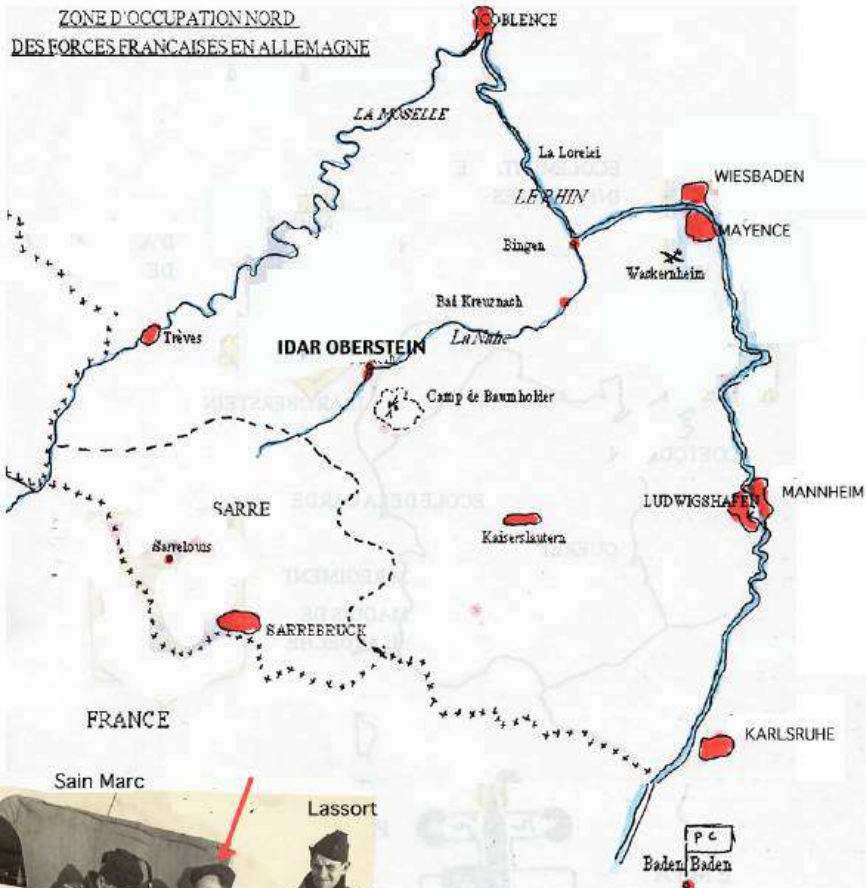 ZONE D'OCCUPATION NORD
DES FORCES FRANÇAISES EN ALLEMAGNE
COBLENCE
LA MOSELLE
La Lorelei
LE RHIN
WIESBADEN
MAYENCE
Bingen
Wackernheim
Bad Kreuznach
Trèves
IDAR OBERSTEIN
La Nahe
Camp de Baumholder
SARRE
LUDWIGSHAFEN
MANNHEIM
Sarrelouis
Kaiserslautern
SARREBRUCK
FRANCE
KARLSRUHE
Sain Marc
Lassort
PC
Baden Baden